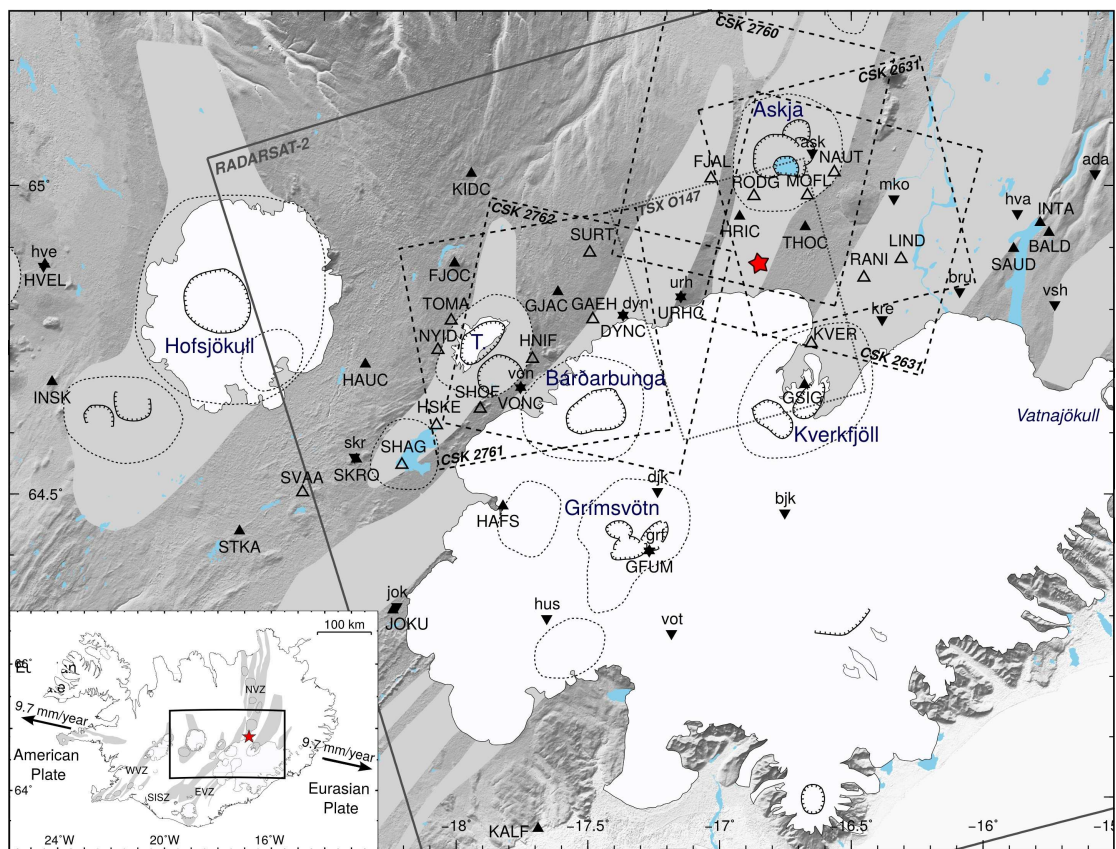 CSK 2760
CSK 2631
Askja
ask
NAUT
FJAL
RODG
MOFL
RADARSAT-2
65
KIDC
mko
ada
TSX O147
CSK 2762
SURT
HRIC
THOC
hva
INTA
BALD
LIND
SAUD
hve
HVEL
FJOC
RANI
urh
URHC
GJAC
GAEH
dyn
DYNC
bru
vsh
TOMA
NYID
kre
T
HNIF
KVER
Hofsjökull
CSK 2631
INSK
HAUC
von
VONC
SHOF
Bárðarbunga
GSIG
HSKE
Kverkfjöll
Vatnajökull
skr
SKRO
SHAG
CSK 2761
SVAA
64.5
djk
bjk
HAFS
Grímsvötn
STKA
grf
GFUM
jok
JOKU
hus
vot
100 km
66
NVZ
9.7 mm/year
American
Plate
9.7 mm/year
Eurasian
Plate
WVZ
SISZ
EVZ
64
24°W
20°W
16°W
KALF
-18
-17.5
-17
-16.5
-16